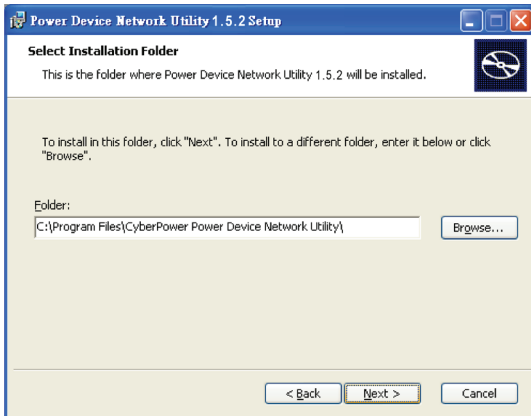 Power Device Network Utility 1.5.2 Setup
Select Installation Folder
This is the folder where Power Device Network Utility 1.5.2 will be installed.
To install in this folder, click "Next". To install to a different folder, enter it below or click
"Browse".
Folder:
C:\Program Files\CyberPower Power Device Network Utility\
Browse...
< Back
Next >
Cancel